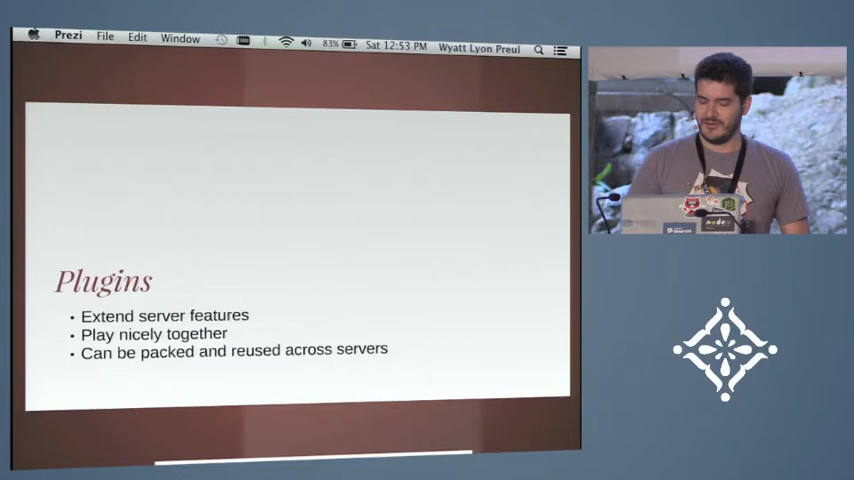 Prezi File Edit Window 83% Sat 12:53 PM Wyatt Lyon Preul
Plugins
• Extend server features
• Play nicely together
• Can be packed and reused across servers
node